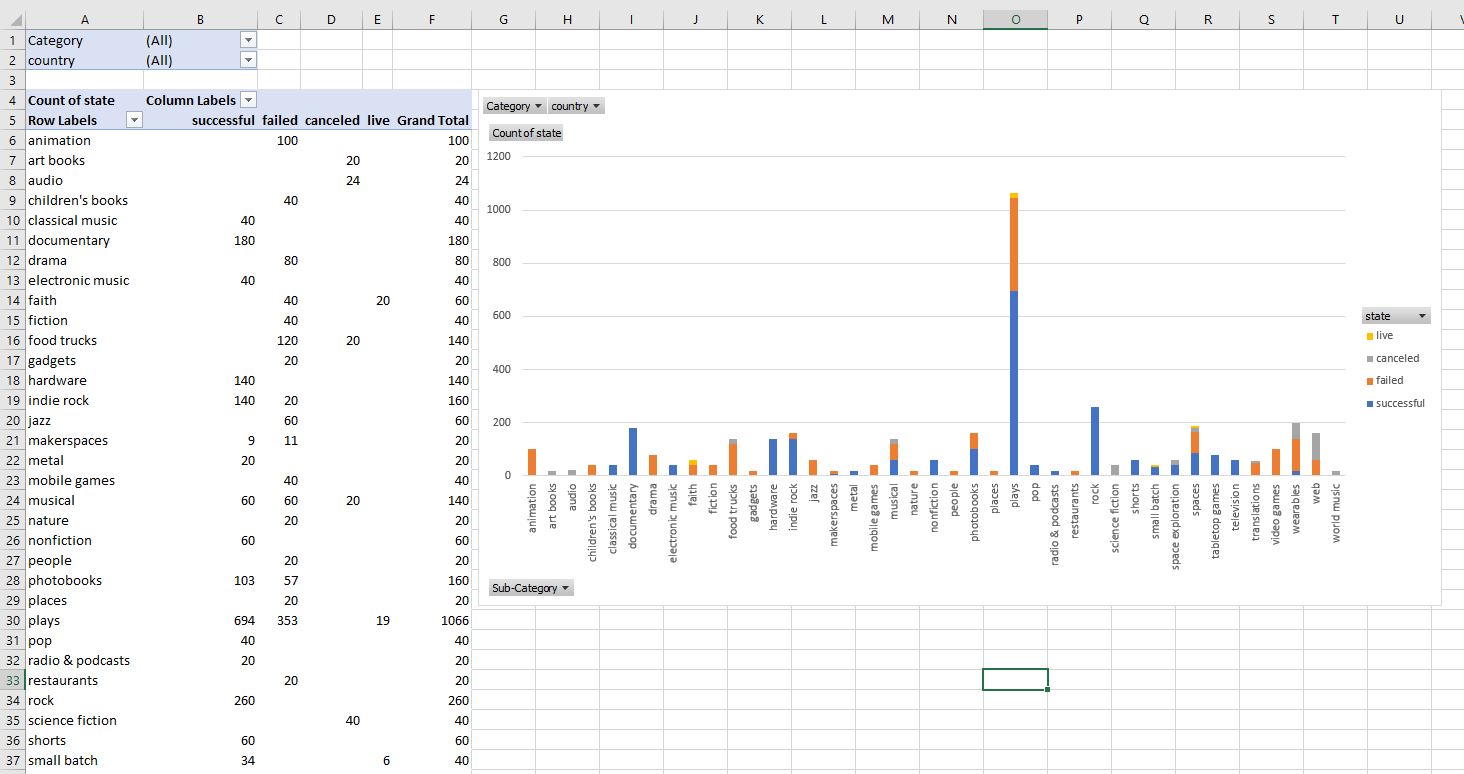 A B C D E F G H I J K L M N O P Q R S T U V
1 Category (All)
2 country (All)
3
4 Count of state Column Labels
5 Row Labels successful failed canceled live Grand Total
6 animation 100 100
7 art books 20 20
8 audio 24 24
9 children's books 40 40
10 classical music 40 40
11 documentary 180 180
12 drama 80 80
13 electronic music 40 40
14 faith 40 20 60
15 fiction 40 40
16 food trucks 120 20 140
17 gadgets 20 20
18 hardware 140 140
19 indie rock 140 20 160
20 jazz 60 60
21 makerspaces 9 11 20
22 metal 20 20
23 mobile games 40 40
24 musical 60 60 20 140
25 nature 20 20
26 nonfiction 60 60
27 people 20 20
28 photobooks 103 57 160
29 places 20 20
30 plays 694 353 19 1066
31 pop 40 40
32 radio & podcasts 20 20
33 restaurants 20 20
34 rock 260 260
35 science fiction 40 40
36 shorts 60 60
37 small batch 34 6 40
Category country
Count of state
1200
1000
800
600
400
200
0
animation
art books
audio
children's books
classical music
documentary
drama
electronic music
faith
fiction
food trucks
gadgets
hardware
indie rock
jazz
makerspaces
metal
mobile games
musical
nature
nonfiction
people
photobooks
places
plays
pop
radio & podcasts
restaurants
rock
science fiction
shorts
small batch
space exploration
spaces
tabletop games
television
translations
video games
wearables
web
world music
state
live
canceled
failed
successful
Sub-Category